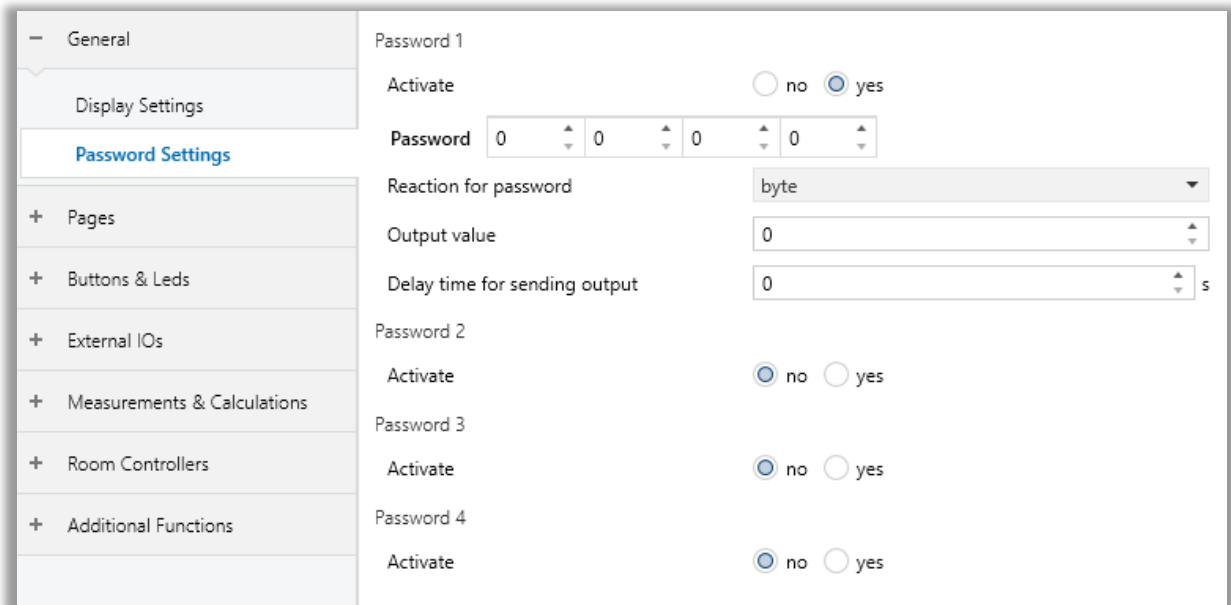 General
Display Settings
Password Settings
Pages
Buttons & Leds
External IOs
Measurements & Calculations
Room Controllers
Additional Functions
Password 1
Activate no yes
Password 0 0 0 0
Reaction for password byte
Output value 0
Delay time for sending output 0 s
Password 2
Activate no yes
Password 3
Activate no yes
Password 4
Activate no yes